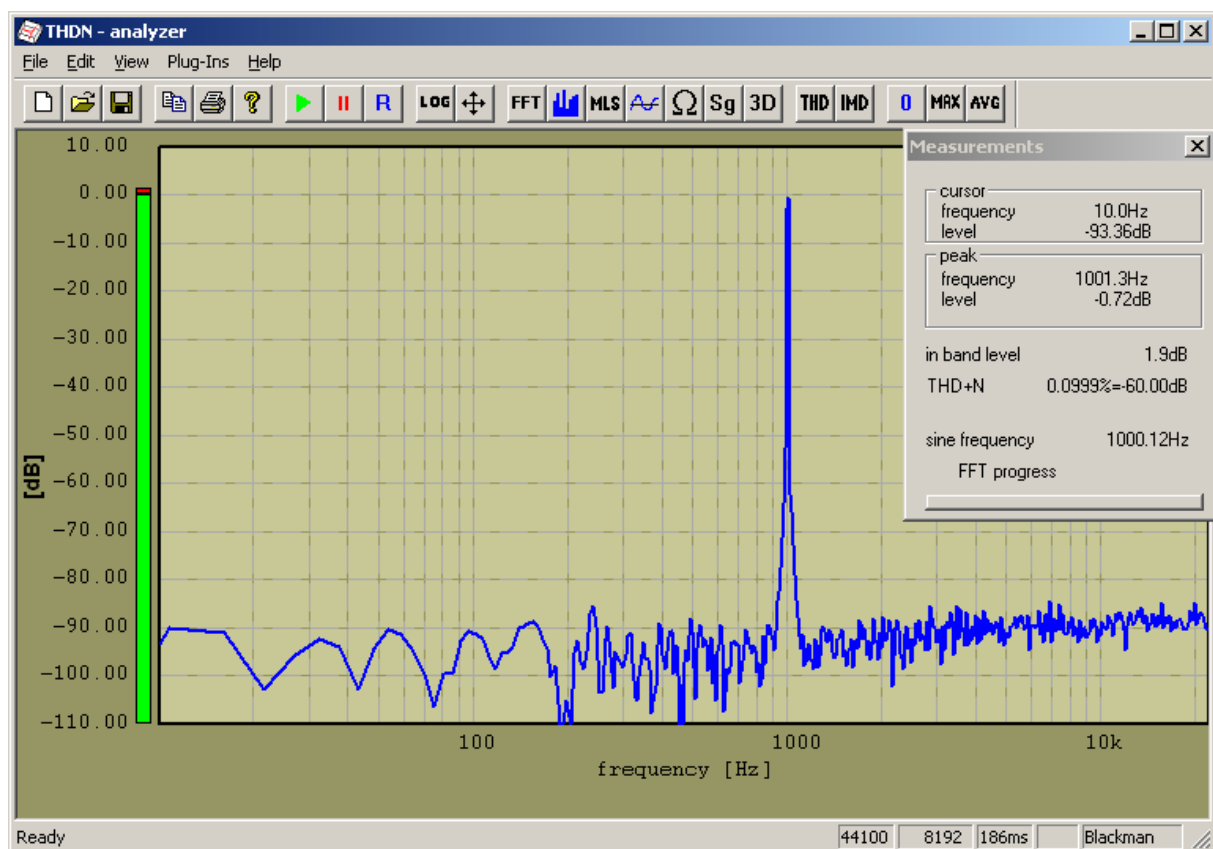 THDN - analyzer
File Edit View Plug-Ins Help
R LOG FFT MLS Ω Sg 3D THD IMD 0 MAX AVG
Measurements
cursor
frequency 10.0Hz
level -93.36dB
peak
frequency 1001.3Hz
level -0.72dB
in band level 1.9dB
THD+N 0.0999%=-60.00dB
sine frequency 1000.12Hz
FFT progress
10.00
0.00
-10.00
-20.00
-30.00
-40.00
-50.00
[dB]
-60.00
-70.00
-80.00
-90.00
-100.00
-110.00
100 1000 10k
frequency [Hz]
Ready 44100 8192 186ms Blackman